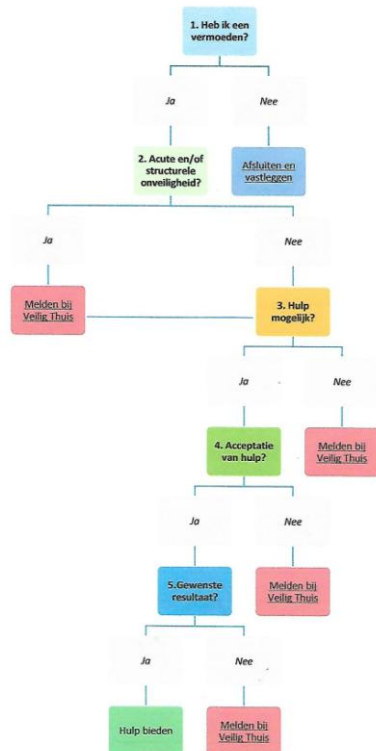 1. Heb ik een
vermoeden?
Ja
Nee
2. Acute en/of
structurele
onveiligheid?
Afsluiten en
vastleggen
Ja
Nee
Melden bij
Veilig Thuis
3. Hulp
mogelijk?
Ja
Nee
4. Acceptatie
van hulp?
Melden bij
Veilig Thuis
Ja
Nee
5.Gewenste
resultaat?
Melden bij
Veilig Thuis
Ja
Nee
Hulp bieden
Melden bij
Veilig Thuis